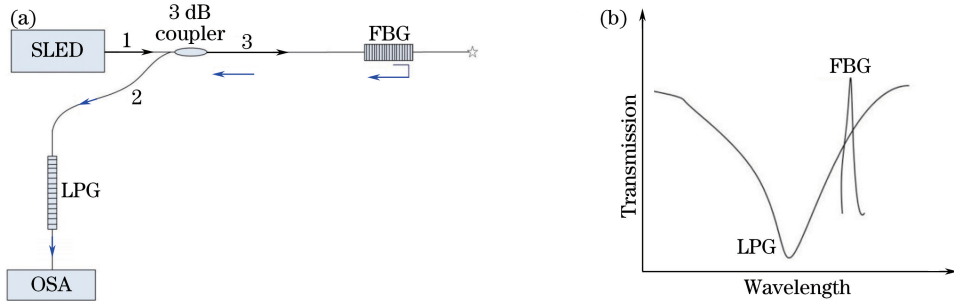 (a)
SLED
1
3 dB
coupler
3
FBG
2
LPG
OSA
(b)
Transmission
FBG
LPG
Wavelength